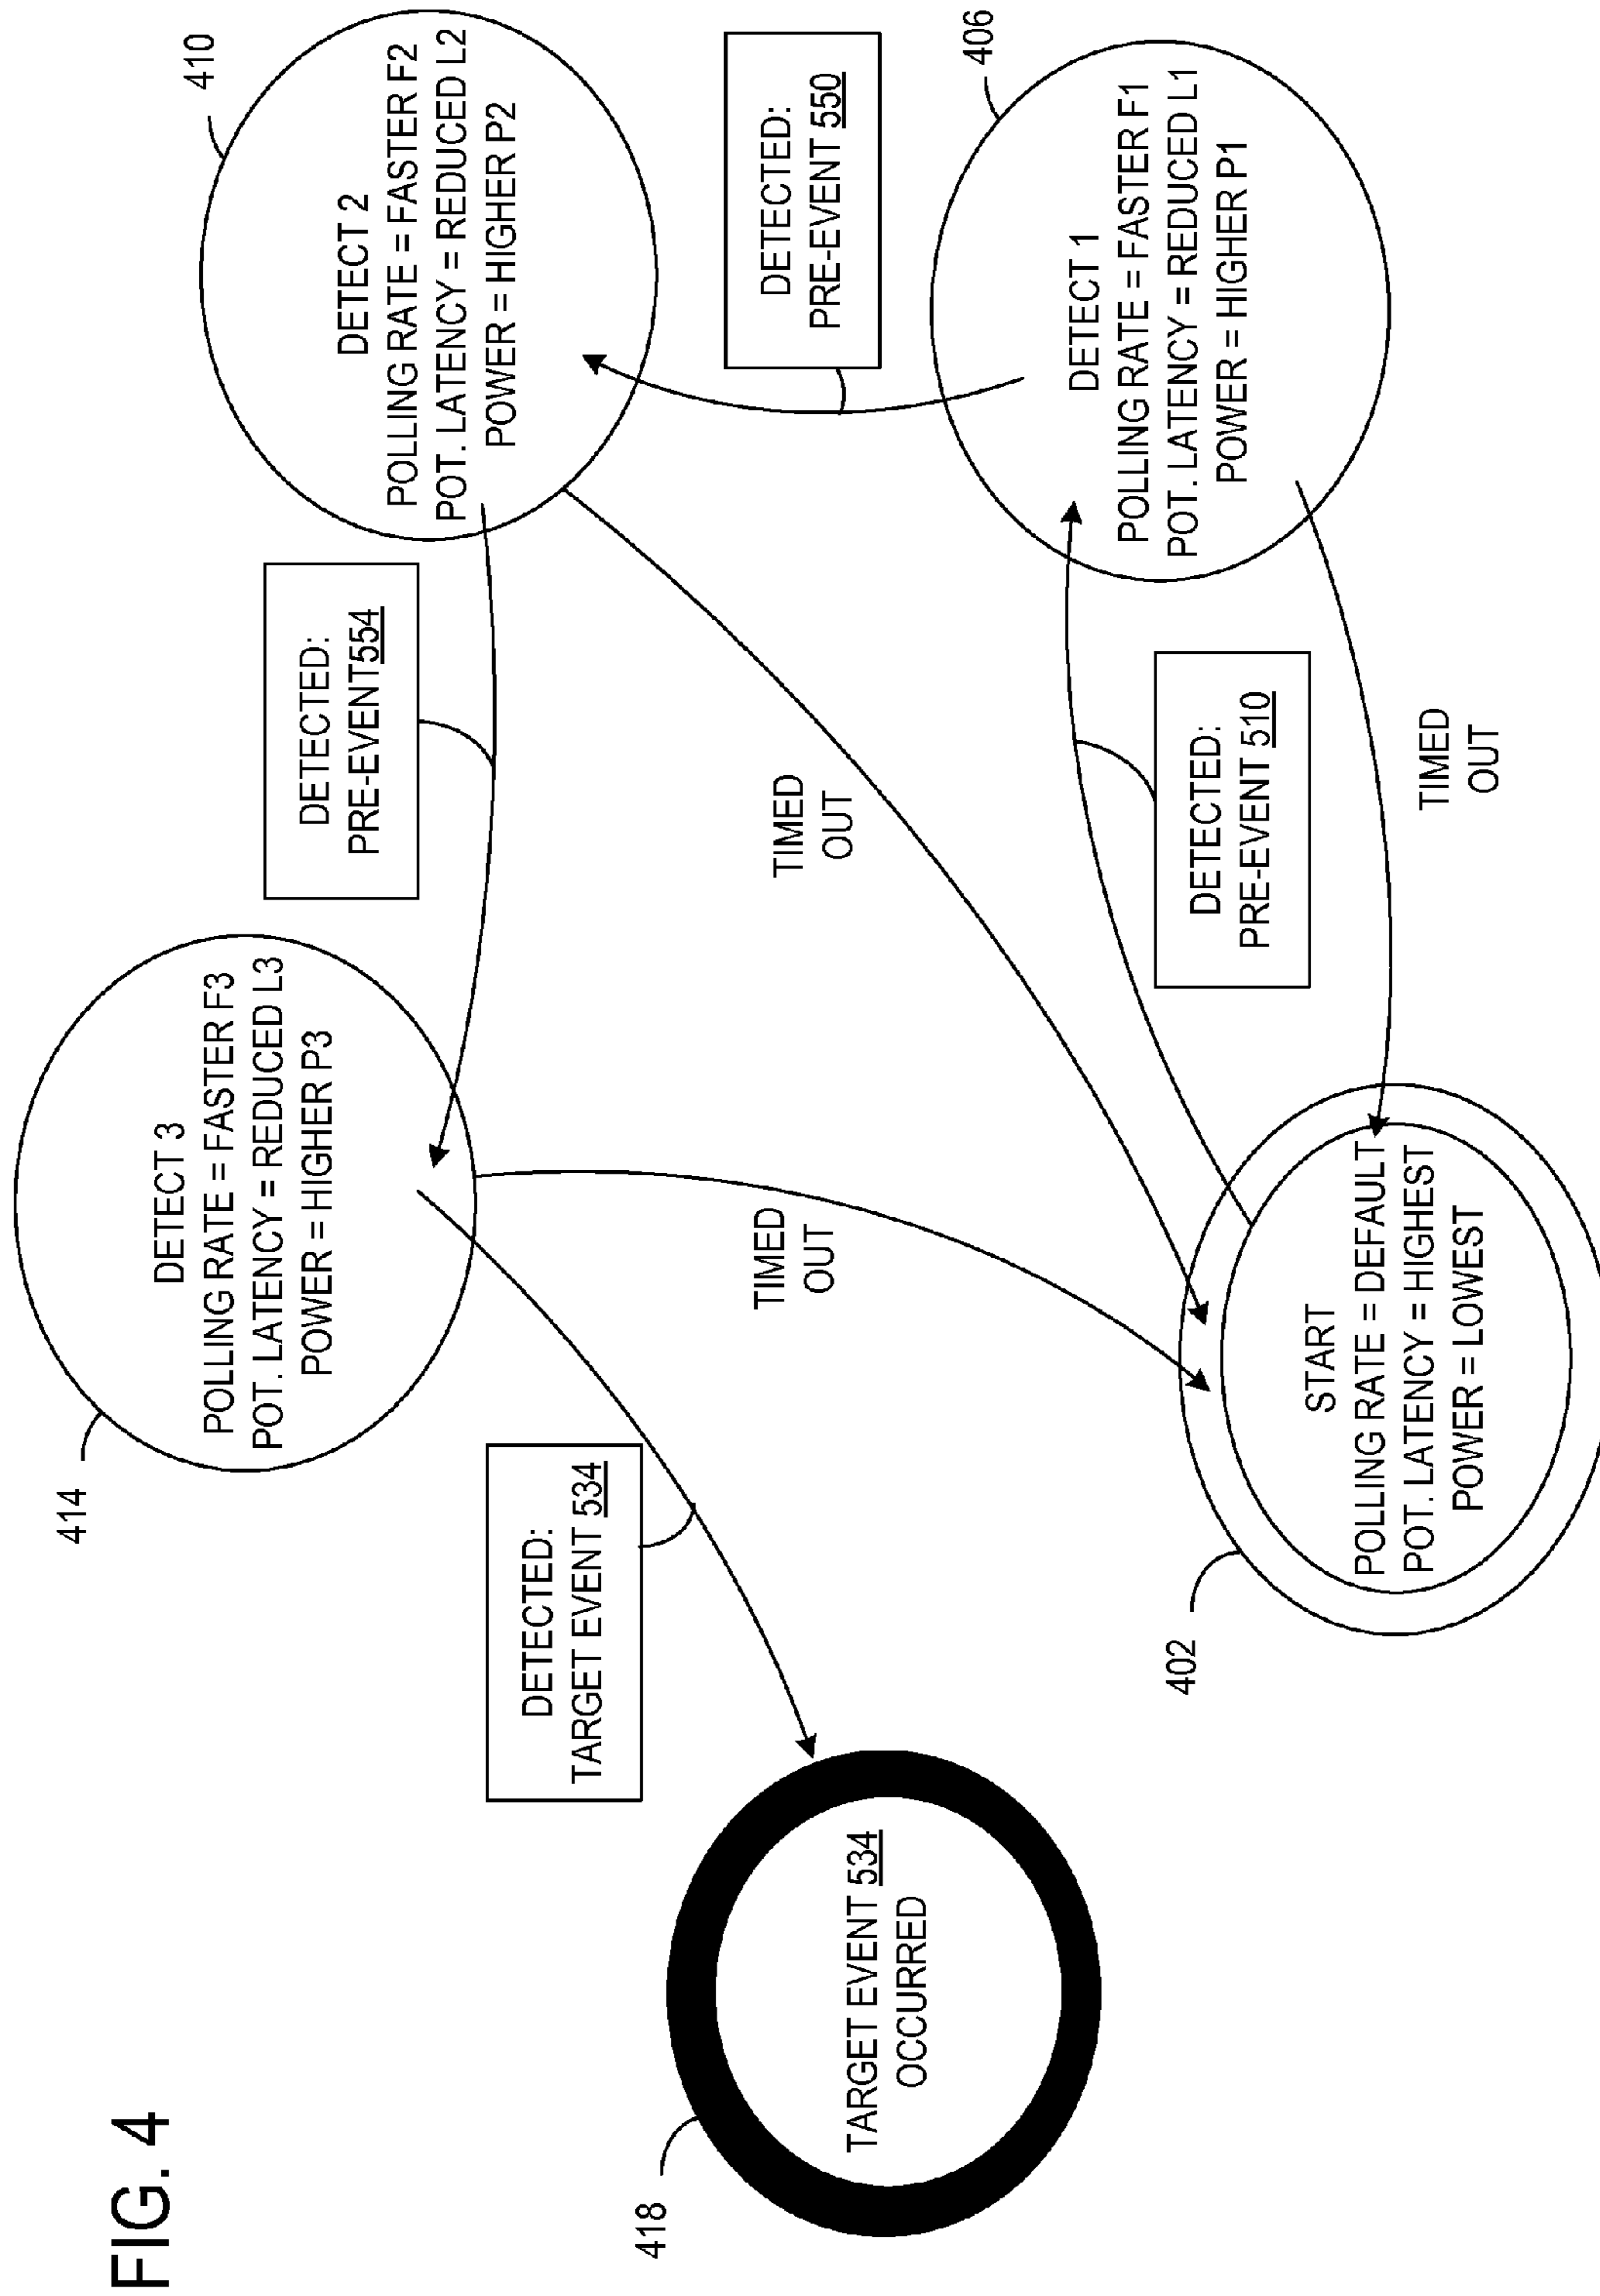 FIG. 4
414
DETECT 3
POLLING RATE = FASTER F3
POT. LATENCY = REDUCED L3
POWER = HIGHER P3
DETECTED:
PRE-EVENT 554
410
DETECT 2
POLLING RATE = FASTER F2
POT. LATENCY = REDUCED L2
POWER = HIGHER P2
DETECTED:
TARGET EVENT 534
TIMED
OUT
TIMED
OUT
DETECTED:
PRE-EVENT 550
418
TARGET EVENT 534
OCCURRED
402
START
POLLING RATE = DEFAULT
POT. LATENCY = HIGHEST
POWER = LOWEST
DETECTED:
PRE-EVENT 510
TIMED
OUT
406
DETECT 1
POLLING RATE = FASTER F1
POT. LATENCY = REDUCED L1
POWER = HIGHER P1